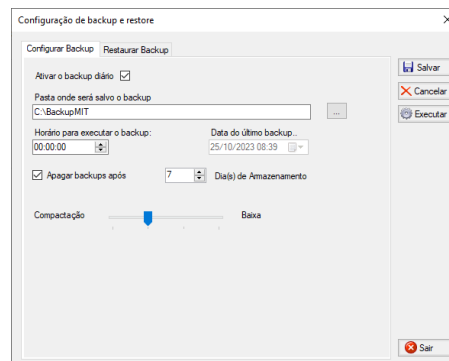 Configuração de backup e restore
Configurar Backup Restaurar Backup
Ativar o backup diário
Pasta onde será salvo o backup
C:\BackupMIT
...
Horário para executar o backup: Data do último backup..
00:00:00 25/10/2023 08:39
Apagar backups após 7 Dia(s) de Armazenamento
Compactação Baixa
Salvar
Cancelar
Executar
Sair